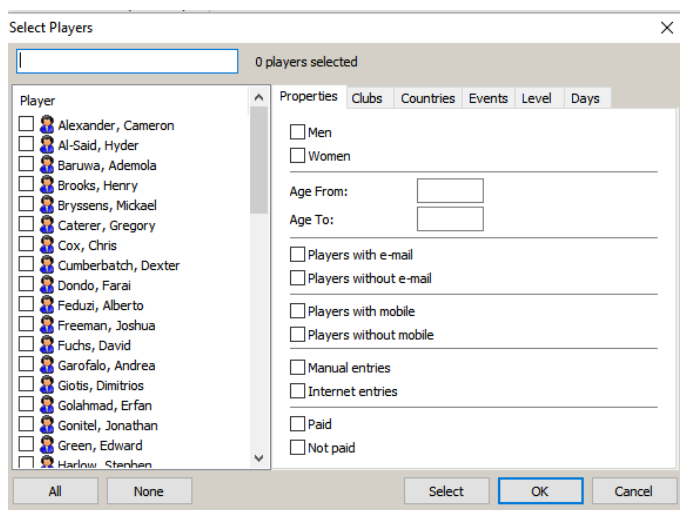 Select Players
0 players selected
Player
Alexander, Cameron
Al-Said, Hyder
Baruwa, Ademola
Brooks, Henry
Bryssens, Mickael
Caterer, Gregory
Cox, Chris
Cumberbatch, Dexter
Dondo, Farai
Feduzi, Alberto
Freeman, Joshua
Fuchs, David
Garofalo, Andrea
Giotis, Dimitrios
Golahmad, Erfan
Gonitel, Jonathan
Green, Edward
Harlow, Stephen
Properties Clubs Countries Events Level Days
Men
Women
Age From:
Age To:
Players with e-mail
Players without e-mail
Players with mobile
Players without mobile
Manual entries
Internet entries
Paid
Not paid
All None Select OK Cancel